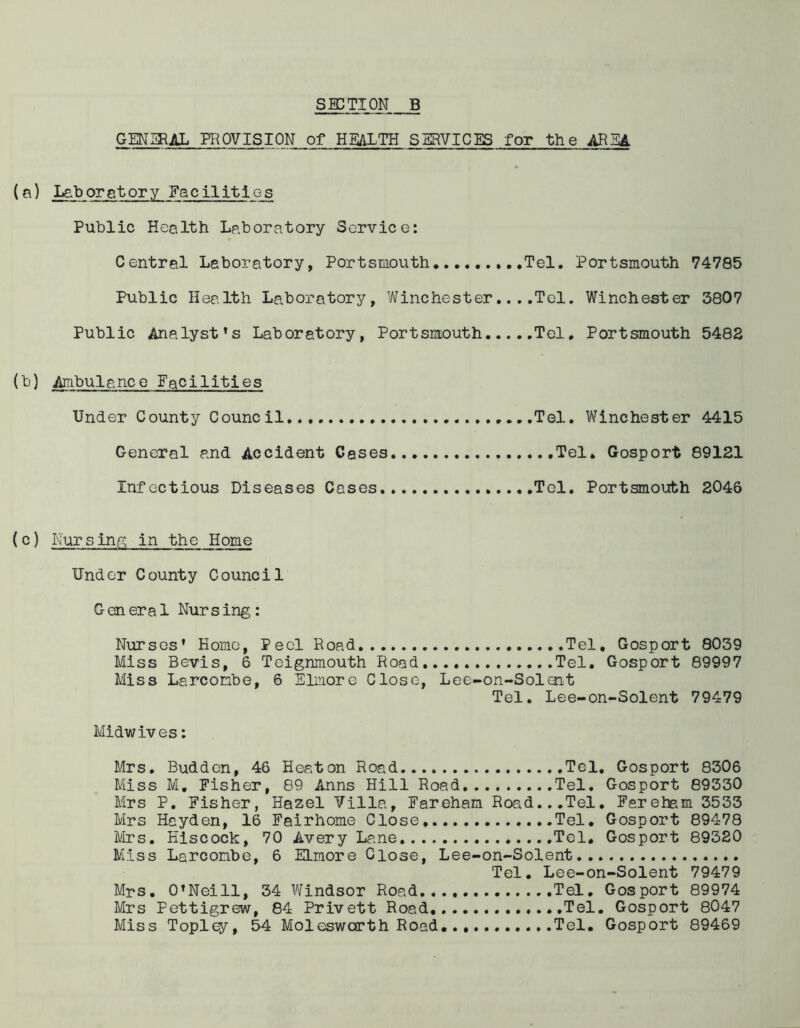 SECTION B
GENERAL PROVISION of HEALTH SERVICES for the AREA
(a) Laboratory Facilities
Public Health Laboratory Service:
Central Laboratory, Portsmouth.........Tel. Portsmouth 74785
Public Health Laboratory, Winchester....Tel. Winchester 3807
Public Analyst's Laboratory, Portsmouth.....Tel. Portsmouth 5482
(b) Ambulance Facilities
Under County Council........................Tel. Winchester 4415
General and Accident Cases.................Tel. Gosport 89121
Infectious Diseases Cases................Tel. Portsmouth 2046
(c) Nursing in the Home
Under County Council
General Nursing:
Nurses' Home, Peel Road.....................Tel. Gosport 8039
Miss Bevis, 6 Teignmouth Road.............Tel. Gosport 89997
Miss Larcombe, 6 Elmore Close, Lee-on-Solent
Tel. Lee-on-Solent 79479
Midwives:
Mrs. Budden, 46 Heaton Road.................Tel. Gosport 8306
Miss M. Fisher, 89 Anns Hill Road.........Tel. Gosport 89330
Mrs P. Fisher, Hazel Villa, Fareham Road...Tel. Fareham 3533
Mrs Hayden, 16 Fairhome Close.............Tel. Gosport 89478
Mrs. Hiscock, 70 Avery Lane...............Tel. Gosport 89320
Miss Larcombe, 6 Elmore Close, Lee-on-Solent................
Tel. Lee-on-Solent 79479
Mrs. O'Neill, 34 Windsor Road.............Tel. Gosport 89974
Mrs Pettigrew, 84 Privett Road.............Tel. Gosport 8047
Miss Topley, 54 Molesworth Road...........Tel. Gosport 89469